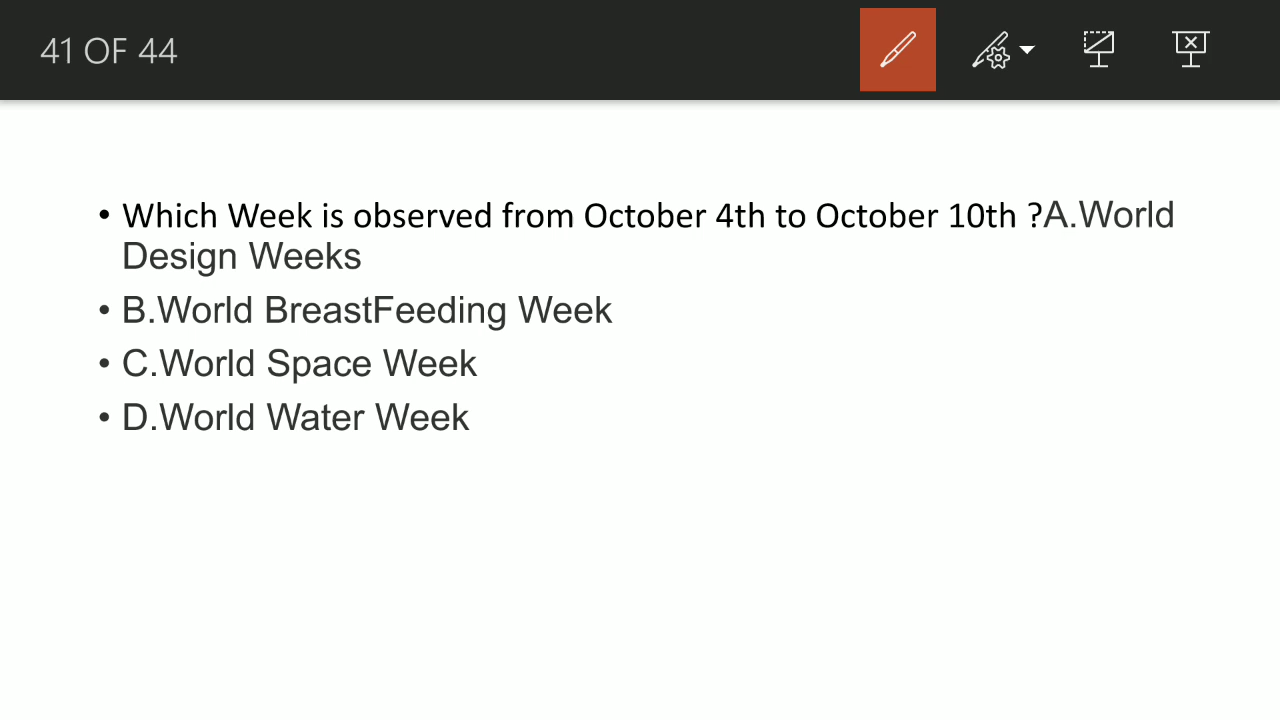 41 OF 44
• Which Week is observed from October 4th to October 10th ?A.World
Design Weeks
• B.World BreastFeeding Week
• C.World Space Week
• D.World Water Week